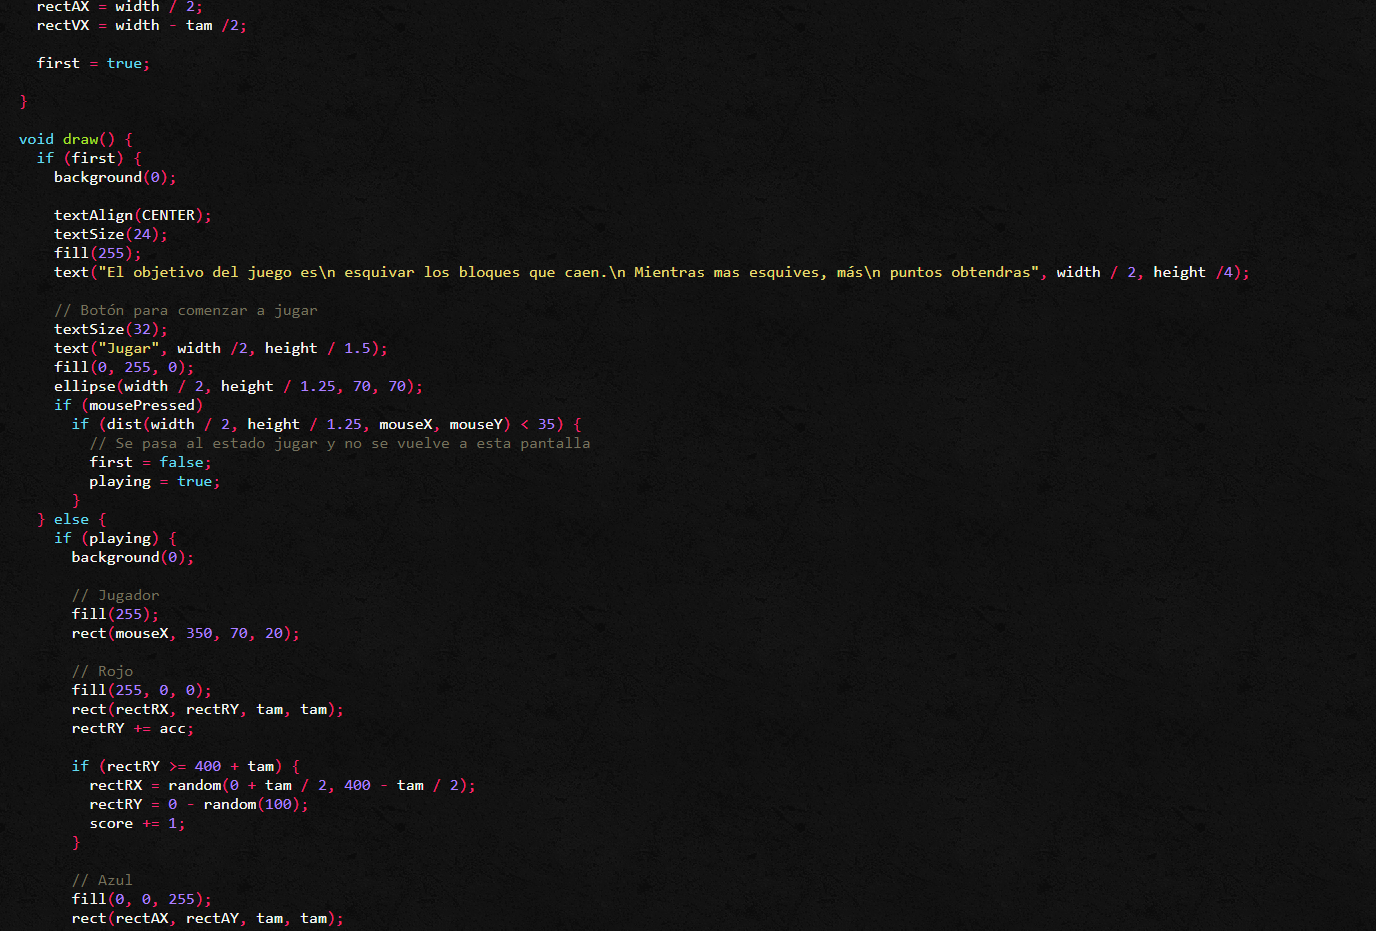 rectAX = width / 2;
rectVX = width - tam /2;
first = true;
}
void draw() {
if (first) {
background(0);
textAlign(CENTER);
textSize(24);
fill(255);
text("El objetivo del juego es\n esquivar los bloques que caen.\n Mientras mas esquives, más\n puntos obtendras", width / 2, height /4);
// Botón para comenzar a jugar
textSize(32);
text("Jugar", width /2, height / 1.5);
fill(0, 255, 0);
ellipse(width / 2, height / 1.25, 70, 70);
if (mousePressed)
if (dist(width / 2, height / 1.25, mouseX, mouseY) < 35) {
// Se pasa al estado jugar y no se vuelve a esta pantalla
first = false;
playing = true;
}
} else {
if (playing) {
background(0);
// Jugador
fill(255);
rect(mouseX, 350, 70, 20);
// Rojo
fill(255, 0, 0);
rect(rectRX, rectRY, tam, tam);
rectRY += acc;
if (rectRY >= 400 + tam) {
rectRX = random(0 + tam / 2, 400 - tam / 2);
rectRY = 0 - random(100);
score += 1;
}
// Azul
fill(0, 0, 255);
rect(rectAX, rectAY, tam, tam);